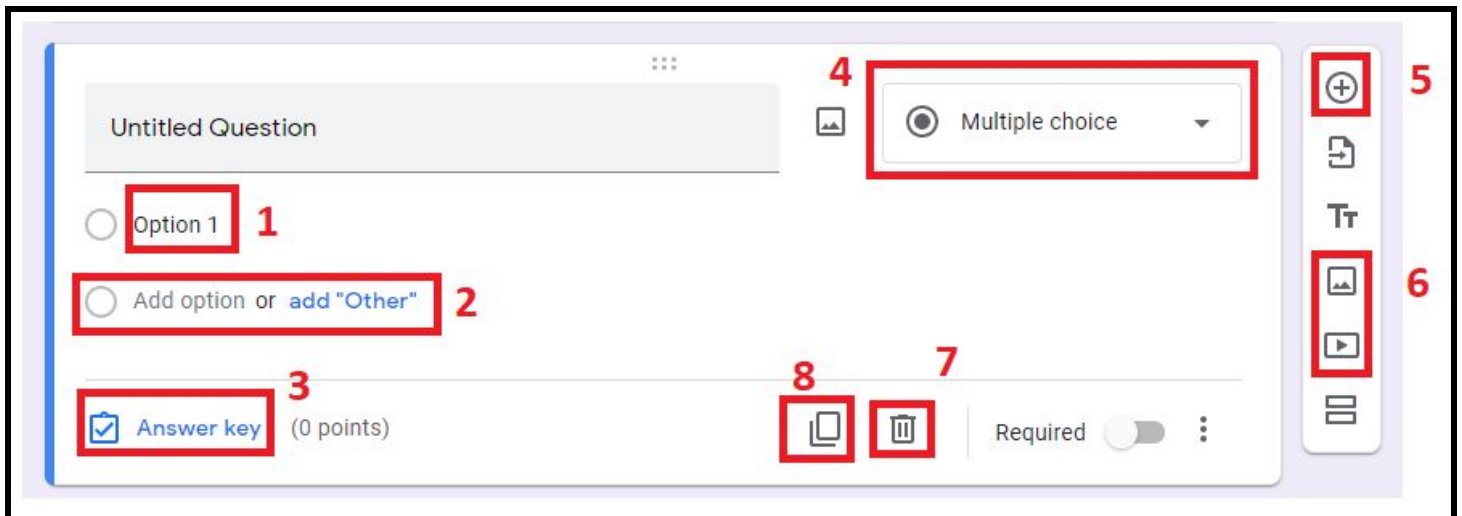 4
5
Untitled Question
Multiple choice
Tт
Option 1
1
Add option or add "Other"
2
6
3
8
7
Answer key
(0 points)
Required